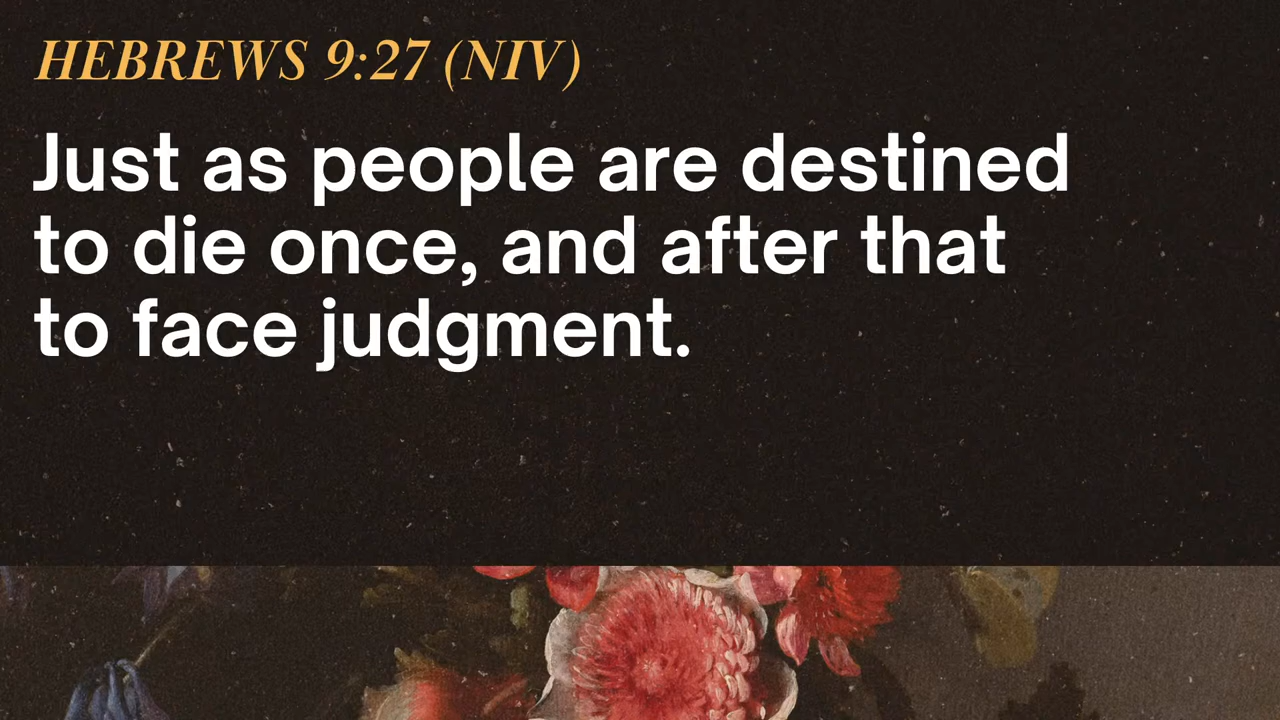 HEBREWS 9:27 (NIV)
Just as people are destined
to die once, and after that
to face judgment.